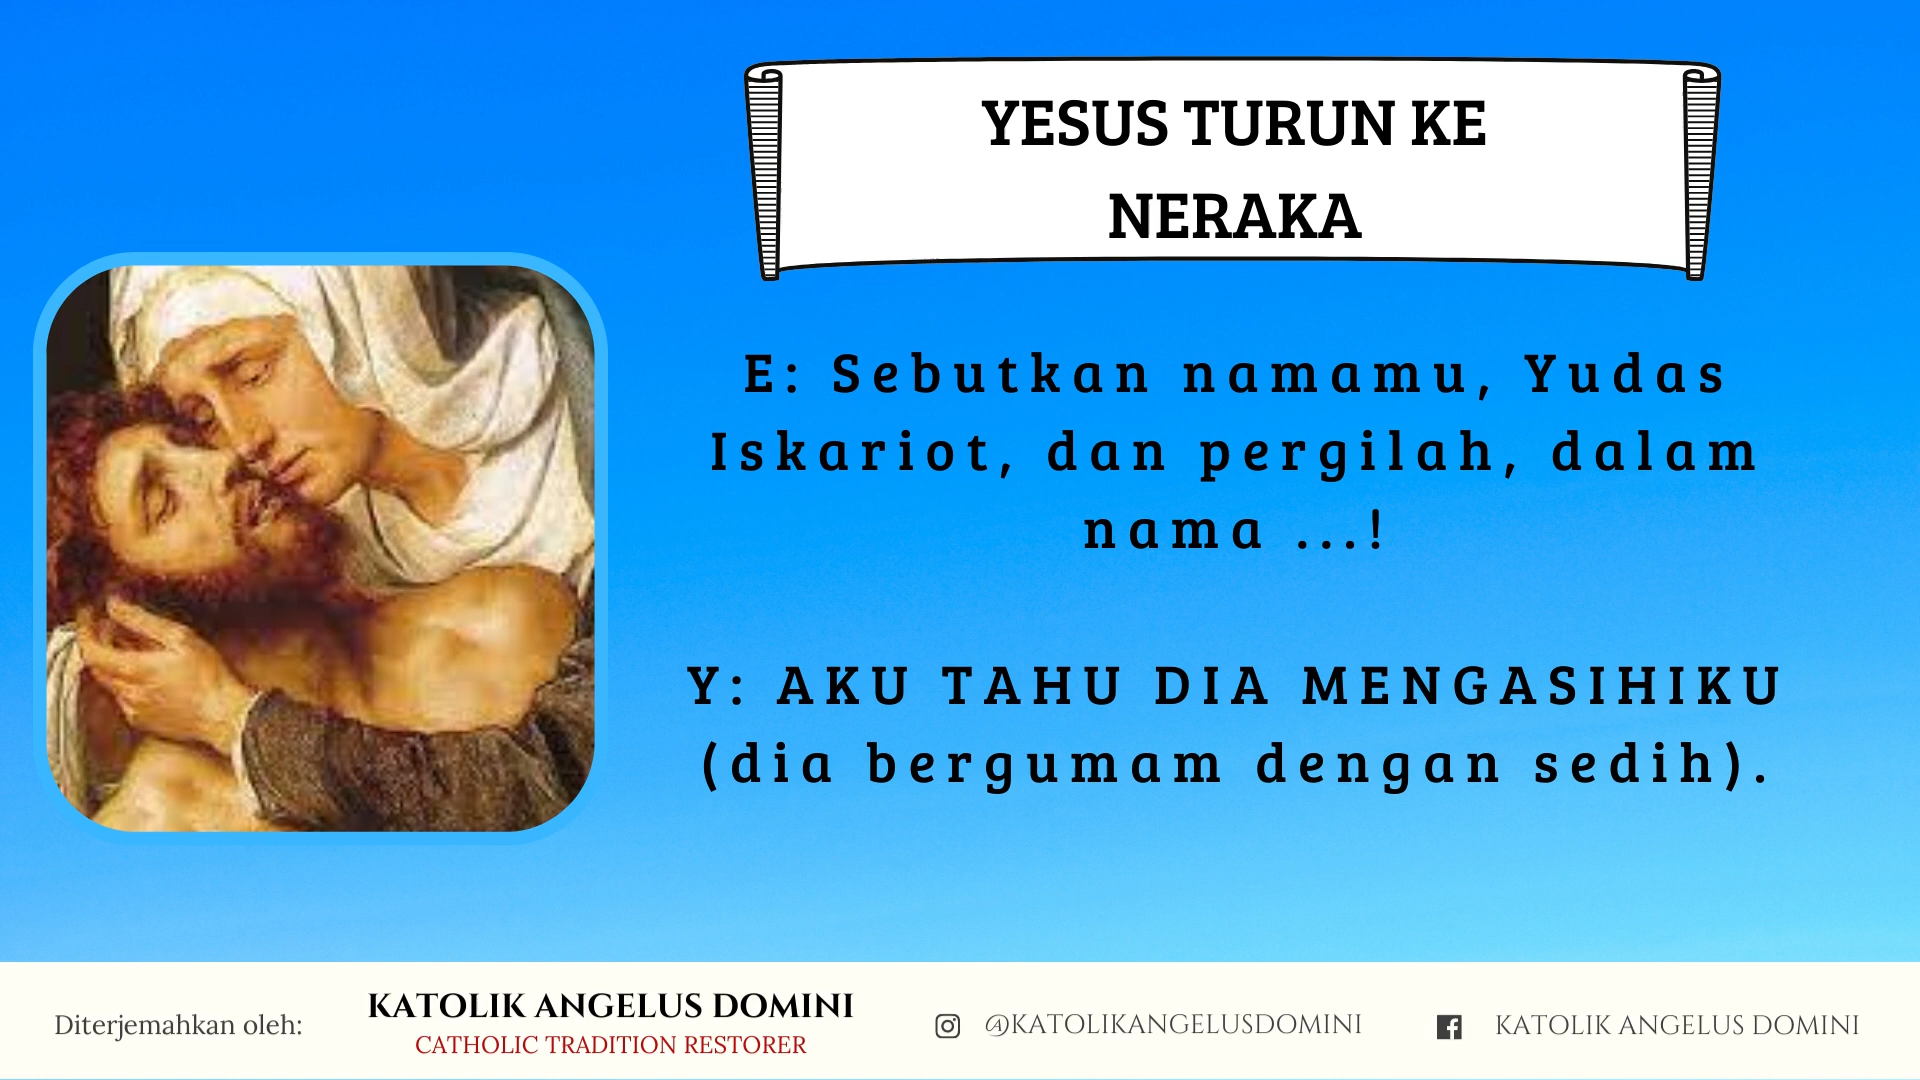 YESUS TURUN KE
NERAKA
E: Sebutkan namamu, Yudas
Iskariot, dan pergilah, dalam
nama ...!
Y: AKU TAHU DIA MENGASIHIKU
(dia bergumam dengan sedih).
Diterjemahkan oleh:
KATOLIK ANGELUS DOMINI
CATHOLIC TRADITION RESTORER
@KATOLIKANGELUSDOMINI
KATOLIK ANGELUS DOMINI